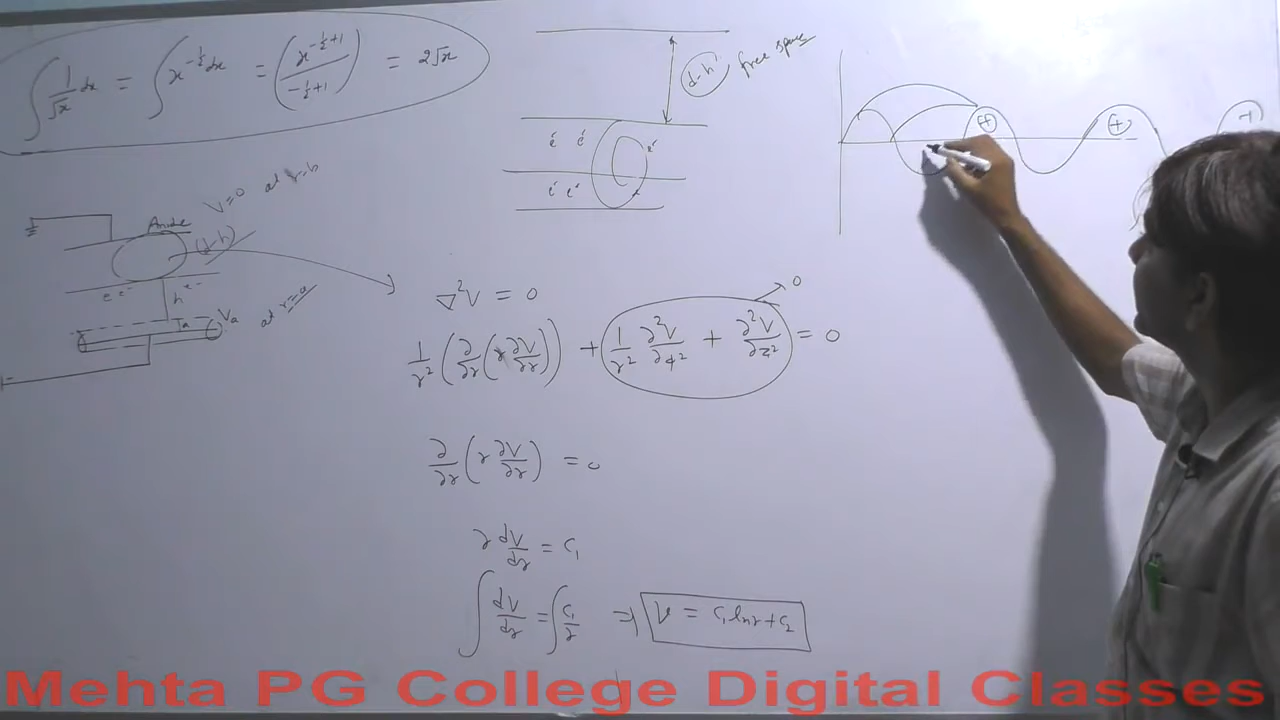 ∫ 1/√x dx = ∫ x^{-1/2} dx = (x^{-1/2+1} / -1/2+1) = 2√x
d-h' free space
e' e' e'
e' e'
+ + +
V=0 at r=b
Anode
(d-h)
e e- h e-
Ta Va at r=a
∇²V = 0
1/r² (∂/∂r (r ∂V/∂r)) + 1/r² ∂²V/∂φ² + ∂²V/∂z² = 0
0
∂/∂r (r ∂V/∂r) = 0
r dV/dr = C₁
∫ dV/dr = ∫ C₁/r ⇒ V = C₁ ln r + C₂
Mehta PG College Digital Classes